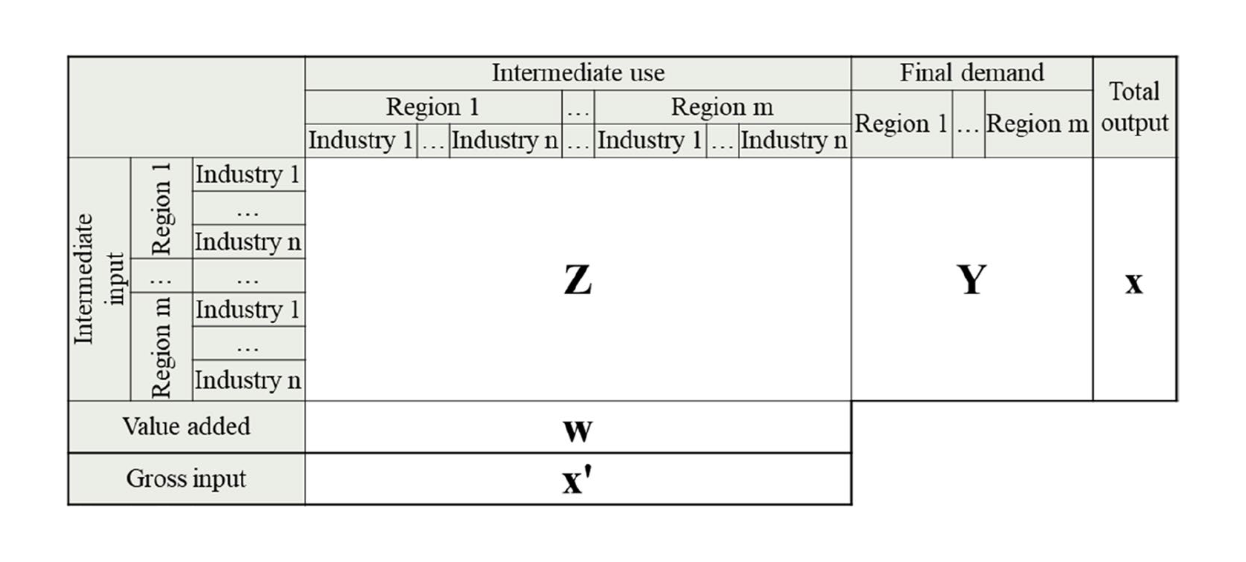 Intermediate use Final demand Total output
Region 1 … Region m Region 1 … Region m
Industry 1 … Industry n … Industry 1 … Industry n
Intermediate input
Region 1
Industry 1
…
Industry n
… …
Region m
Industry 1
…
Industry n
Z Y x
Value added w
Gross input x'